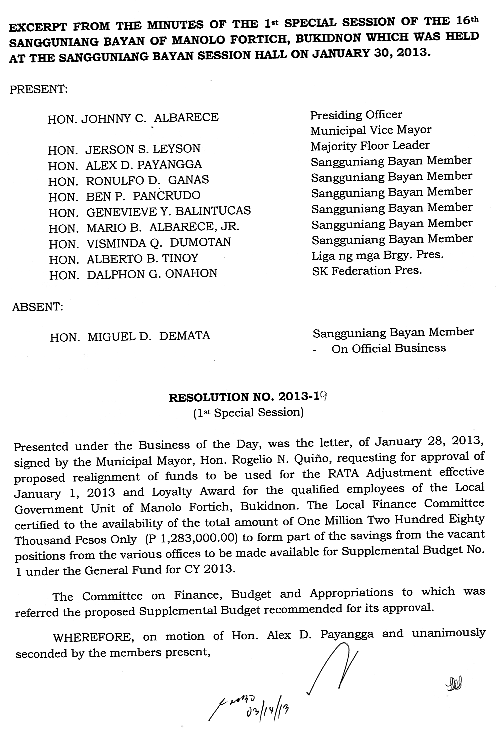 EXCERPT FROM THE MINUTES OF THE 1st SPECIAL SESSION OF THE 16th
SANGGUNIANG BAYAN OF MANOLO FORTICH, BUKIDNON WHICH WAS HELD
AT THE SANGGUNIANG BAYAN SESSION HALL ON JANUARY 30, 2013.
PRESENT:
HON. JOHNNY C. ALBARECE Presiding Officer
Municipal Vice Mayor
HON. JERSON S. LEYSON Majority Floor Leader
HON. ALEX D. PAYANGGA Sangguniang Bayan Member
HON. RONULFO D. GANAS Sangguniang Bayan Member
HON. BEN P. PANCRUDO Sangguniang Bayan Member
HON. GENEVIEVE Y. BALINTUCAS Sangguniang Bayan Member
HON. MARIO B. ALBARECE, JR. Sangguniang Bayan Member
HON. VISMINDA Q. DUMOTAN Sangguniang Bayan Member
HON. ALBERTO B. TINOY Liga ng mga Brgy. Pres.
HON. DALPHON G. ONAHON SK Federation Pres.
ABSENT:
HON. MIGUEL D. DEMATA Sangguniang Bayan Member
- On Official Business
RESOLUTION NO. 2013-19
(1st Special Session)
Presented under the Business of the Day, was the letter, of January 28, 2013,
signed by the Municipal Mayor, Hon. Rogelio N. Quiño, requesting for approval of
proposed realignment of funds to be used for the RATA Adjustment effective
January 1, 2013 and Loyalty Award for the qualified employees of the Local
Government Unit of Manolo Fortich, Bukidnon. The Local Finance Committee
certified to the availability of the total amount of One Million Two Hundred Eighty
Thousand Pesos Only (P 1,283,000.00) to form part of the savings from the vacant
positions from the various offices to be made available for Supplemental Budget No.
1 under the General Fund for CY 2013.
The Committee on Finance, Budget and Appropriations to which was
referred the proposed Supplemental Budget recommended for its approval.
WHEREFORE, on motion of Hon. Alex D. Payangga and unanimously
seconded by the members present,
03/14/13